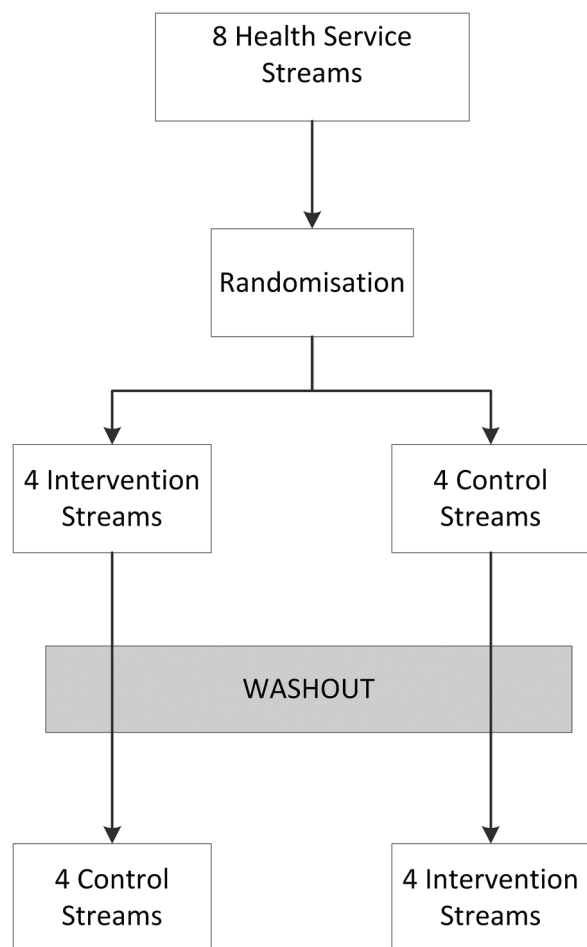 8 Health Service
Streams
Randomisation
4 Intervention
Streams
4 Control
Streams
WASHOUT
4 Control
Streams
4 Intervention
Streams